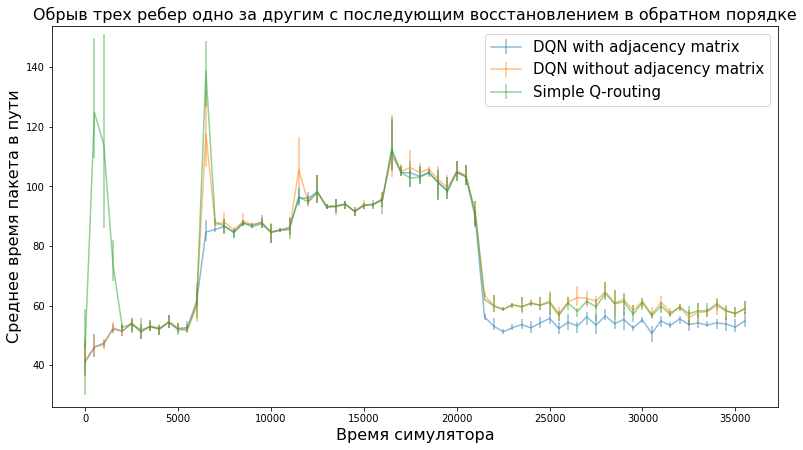 Обрыв трех ребер одно за другим с последующим восстановлением в обратном порядке
DQN with adjacency matrix
DQN without adjacency matrix
Simple Q-routing
Среднее время пакета в пути
140
120
100
80
60
40
0 5000 10000 15000 20000 25000 30000 35000
Время симулятора